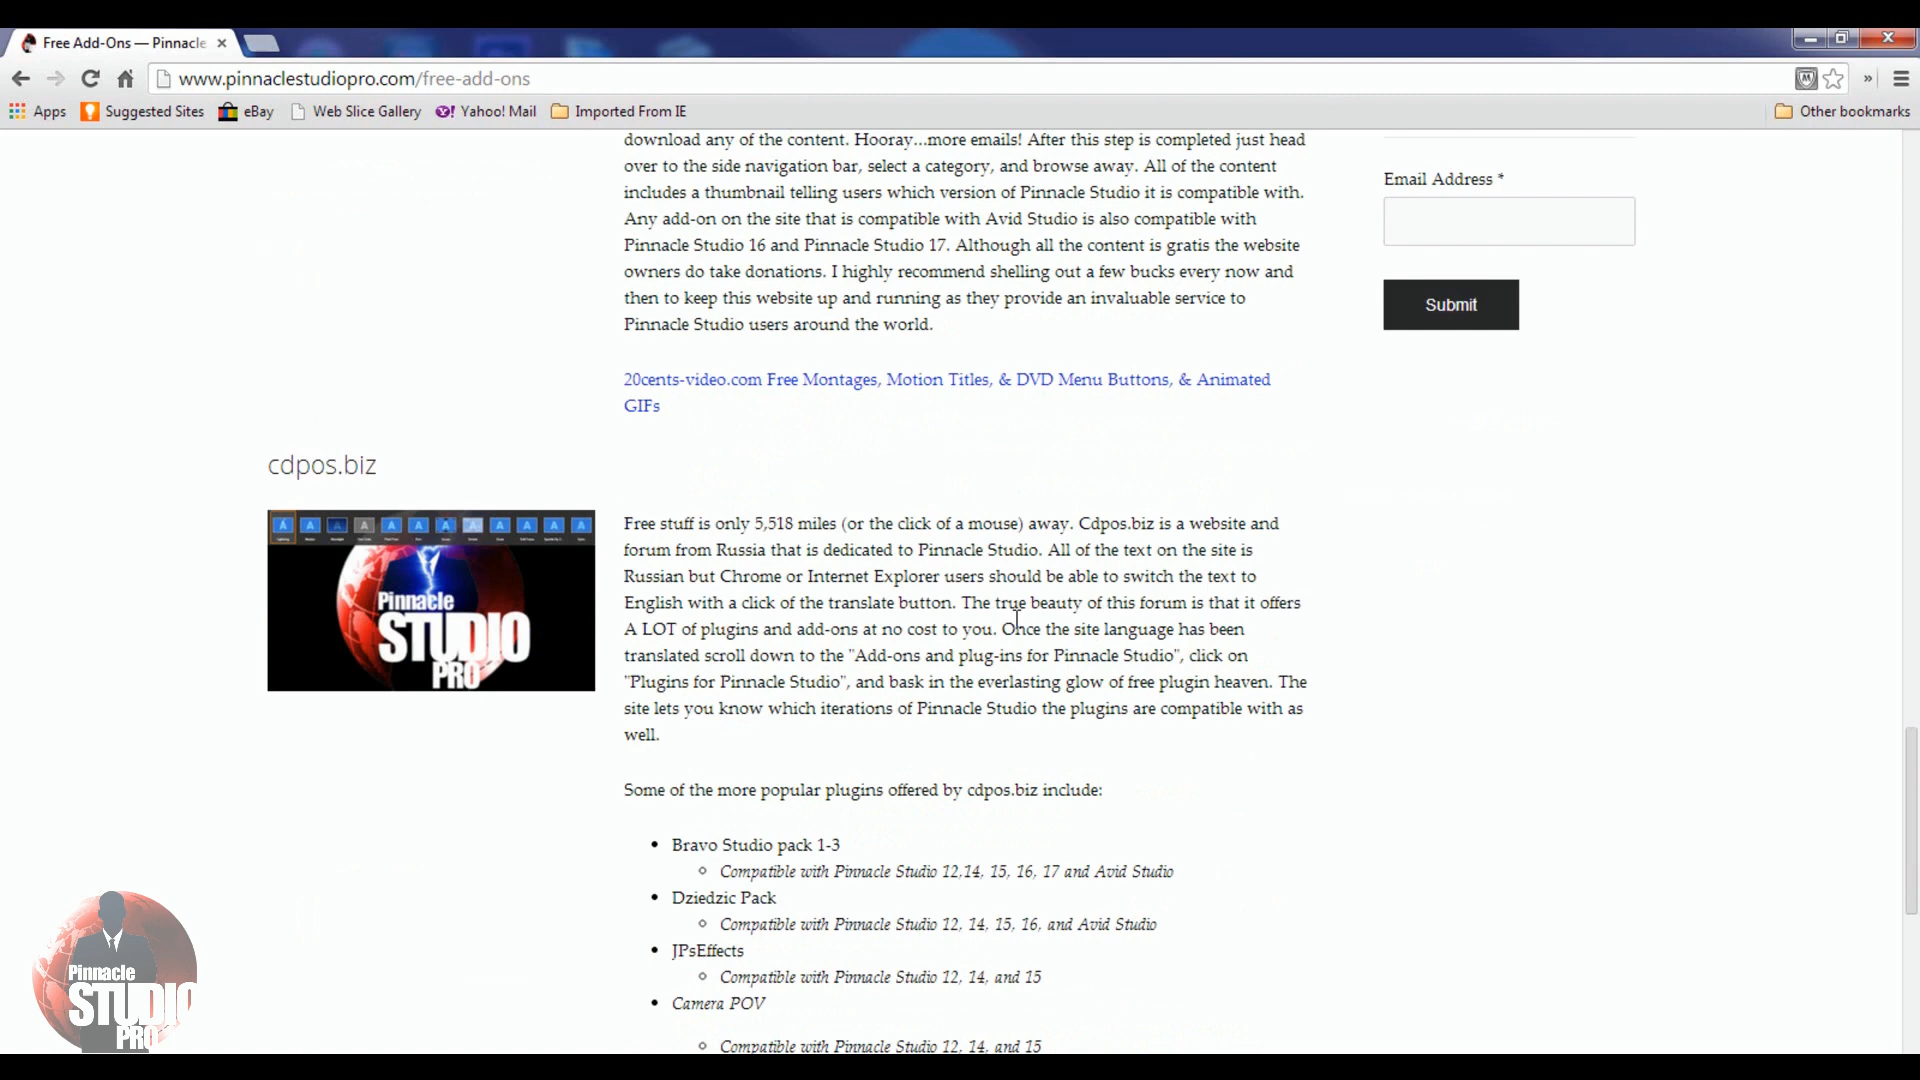 Free Add-Ons — Pinnacle
www.pinnaclestudiopro.com/free-add-ons
Apps Suggested Sites eBay Web Slice Gallery Yahoo! Mail Imported From IE Other bookmarks
download any of the content. Hooray...more emails! After this step is completed just head
over to the side navigation bar, select a category, and browse away. All of the content
includes a thumbnail telling users which version of Pinnacle Studio it is compatible with.
Any add-on on the site that is compatible with Avid Studio is also compatible with
Pinnacle Studio 16 and Pinnacle Studio 17. Although all the content is gratis the website
owners do take donations. I highly recommend shelling out a few bucks every now and
then to keep this website up and running as they provide an invaluable service to
Pinnacle Studio users around the world.
Email Address *
Submit
20cents-video.com Free Montages, Motion Titles, & DVD Menu Buttons, & Animated
GIFs
cdpos.biz
Pinnacle
STUDIO
PRO
Free stuff is only 5,518 miles (or the click of a mouse) away. Cdpos.biz is a website and
forum from Russia that is dedicated to Pinnacle Studio. All of the text on the site is
Russian but Chrome or Internet Explorer users should be able to switch the text to
English with a click of the translate button. The true beauty of this forum is that it offers
A LOT of plugins and add-ons at no cost to you. Once the site language has been
translated scroll down to the "Add-ons and plug-ins for Pinnacle Studio", click on
"Plugins for Pinnacle Studio", and bask in the everlasting glow of free plugin heaven. The
site lets you know which iterations of Pinnacle Studio the plugins are compatible with as
well.
Some of the more popular plugins offered by cdpos.biz include:
Bravo Studio pack 1-3
Compatible with Pinnacle Studio 12,14, 15, 16, 17 and Avid Studio
Dziedzic Pack
Compatible with Pinnacle Studio 12, 14, 15, 16, and Avid Studio
JPsEffects
Compatible with Pinnacle Studio 12, 14, and 15
Camera POV
Compatible with Pinnacle Studio 12, 14, and 15
Pinnacle
STUDIO
PRO